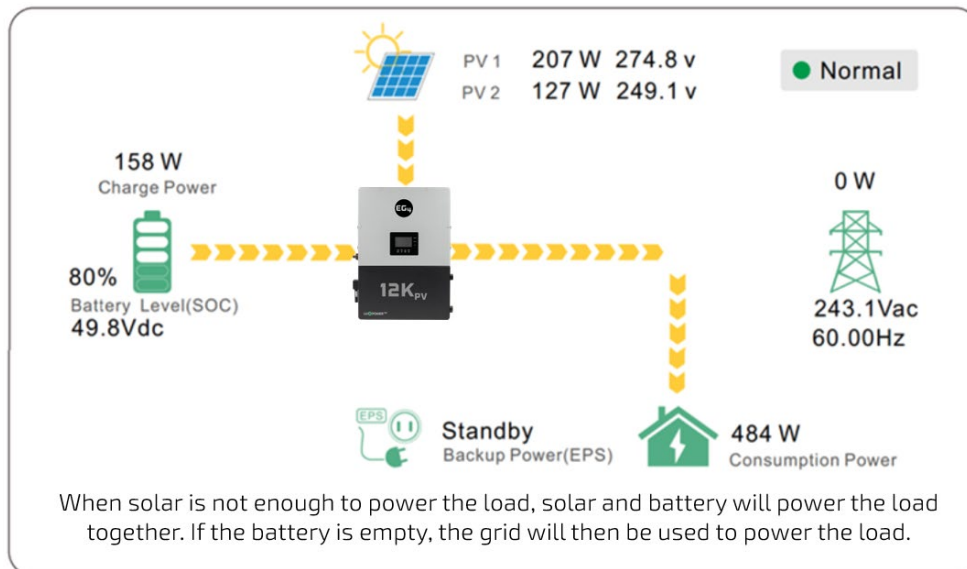 PV 1 207 W 274.8 v
PV 2 127 W 249.1 v
Normal
158 W
Charge Power
0 W
EG4
80%
Battery Level(SOC)
49.8Vdc
12KPV
243.1Vac
60.00Hz
EPS
Standby
Backup Power(EPS)
484 W
Consumption Power
When solar is not enough to power the load, solar and battery will power the load
together. If the battery is empty, the grid will then be used to power the load.